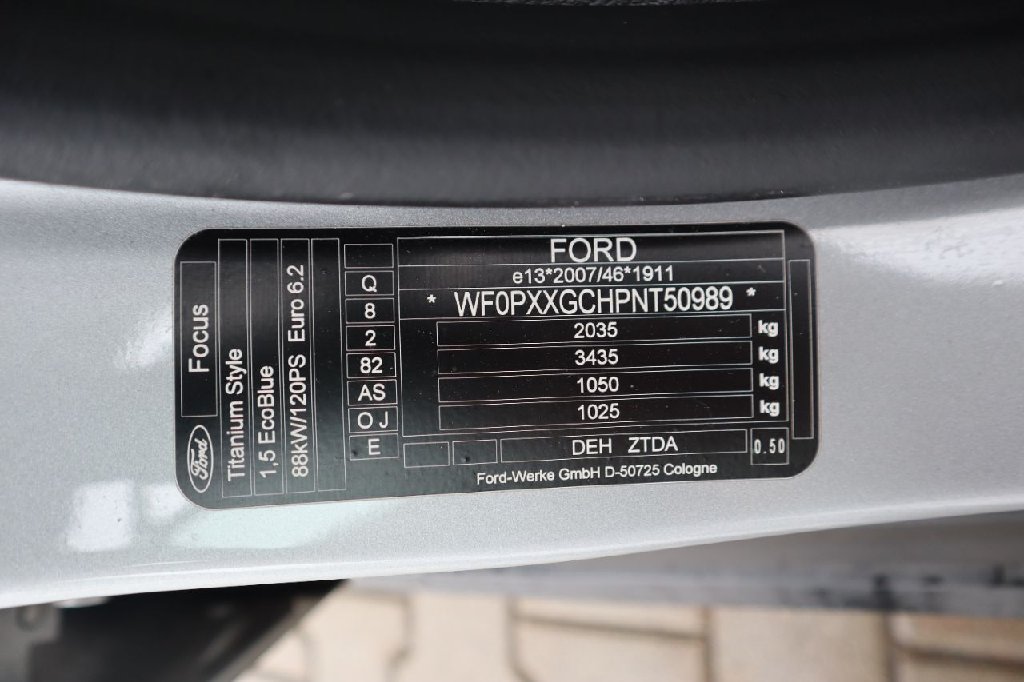 FORD
e13*2007/46*1911
* WF0PXXGCHPNT50989 *
2035 kg
3435 kg
1050 kg
1025 kg
DEH ZTDA
0.50
Ford-Werke GmbH D-50725 Cologne
Q
8
2
82
AS
OJ
E
Focus
Ford
Titanium Style
1,5 EcoBlue
88kW/120PS Euro 6.2